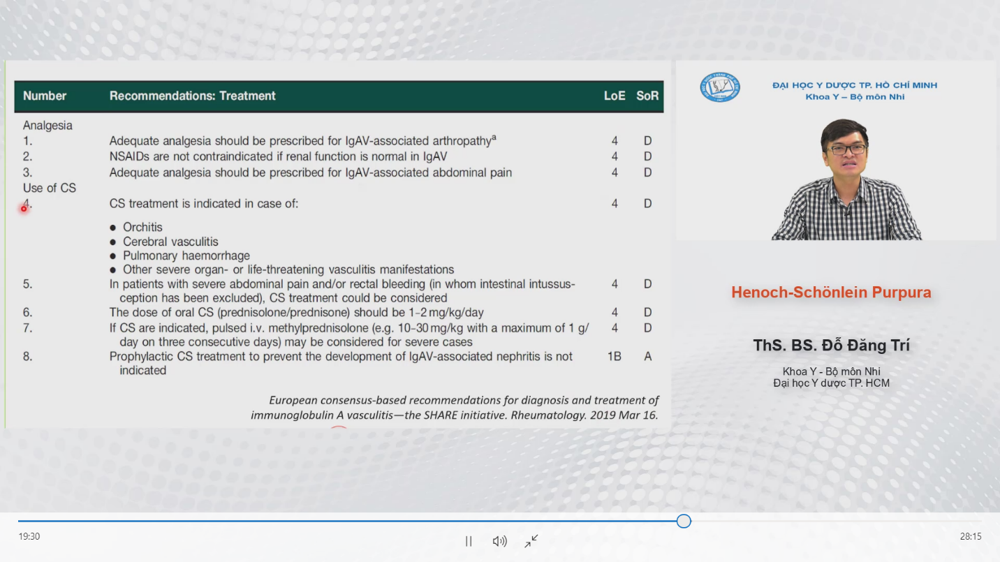 Number Recommendations: Treatment LoE SoR
Analgesia
1. Adequate analgesia should be prescribed for IgAV-associated arthropathyª 4 D
2. NSAIDs are not contraindicated if renal function is normal in IgAV 4 D
3. Adequate analgesia should be prescribed for IgAV-associated abdominal pain 4 D
Use of CS
4. CS treatment is indicated in case of: 4 D
● Orchitis
● Cerebral vasculitis
● Pulmonary haemorrhage
● Other severe organ- or life-threatening vasculitis manifestations
5. In patients with severe abdominal pain and/or rectal bleeding (in whom intestinal intussus-
ception has been excluded), CS treatment could be considered 4 D
6. The dose of oral CS (prednisolone/prednisone) should be 1–2 mg/kg/day 4 D
7. If CS are indicated, pulsed i.v. methylprednisolone (e.g. 10–30 mg/kg with a maximum of 1 g/
day on three consecutive days) may be considered for severe cases 4 D
8. Prophylactic CS treatment to prevent the development of IgAV-associated nephritis is not
indicated 1B A
European consensus-based recommendations for diagnosis and treatment of
immunoglobulin A vasculitis—the SHARE initiative. Rheumatology. 2019 Mar 16.
ĐẠI HỌC Y DƯỢC TP. HỒ CHÍ MINH
Khoa Y – Bộ môn Nhi
Henoch-Schönlein Purpura
ThS. BS. Đỗ Đăng Trí
Khoa Y - Bộ môn Nhi
Đại học Y dược TP. HCM
19:30
28:15